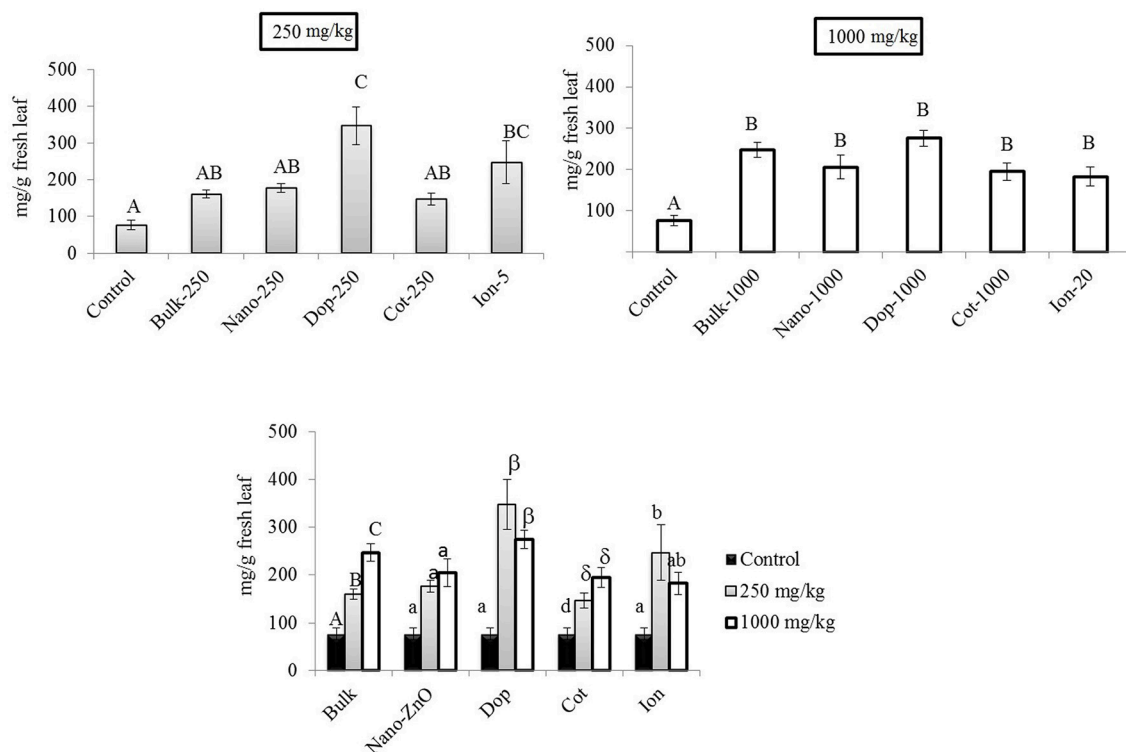 250 mg/kg
mg/g fresh leaf
500
400
300
200
100
0
A
AB
AB
C
AB
BC
Control
Bulk-250
Nano-250
Dop-250
Cot-250
Ion-5
1000 mg/kg
mg/g fresh leaf
500
400
300
200
100
A
B
B
B
B
B
Control
Bulk-1000
Nano-1000
Dop-1000
Cot-1000
Ion-20
mg/g fresh leaf
500
400
300
200
100
0
A
B
C
a
a
a
a
β
β
d
δ
δ
a
b
ab
Bulk
Nano-ZnO
Dop
Cot
Ion
Control
250 mg/kg
1000 mg/kg